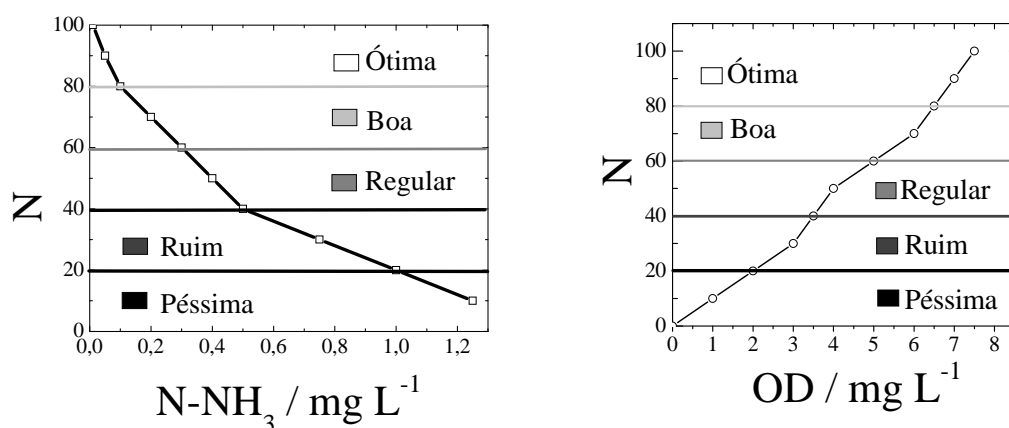 100
80
60
40
20
0
N
Ótima
Boa
Regular
Ruim
Péssima
0,0 0,2 0,4 0,6 0,8 1,0 1,2
N-NH₃ / mg L⁻¹
100
80
60
40
20
0
N
Ótima
Boa
Regular
Ruim
Péssima
0 1 2 3 4 5 6 7 8
OD / mg L⁻¹